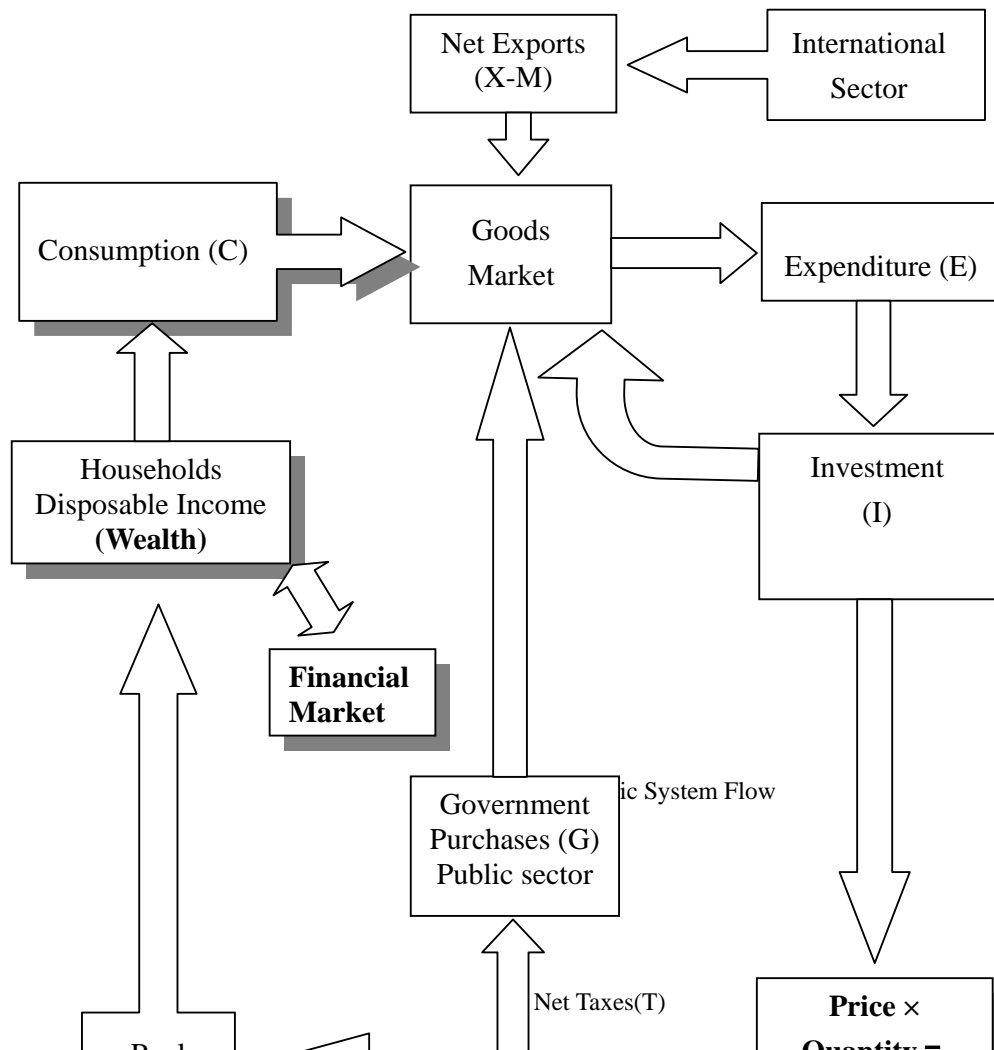 Net Exports
(X-M)
International
Sector
Consumption (C)
Goods
Market
Expenditure (E)
Households
Disposable Income
(Wealth)
Investment
(I)
Financial
Market
Government
Purchases (G)
Public sector
ic System Flow
Net Taxes(T)
Price ×
Quantity =